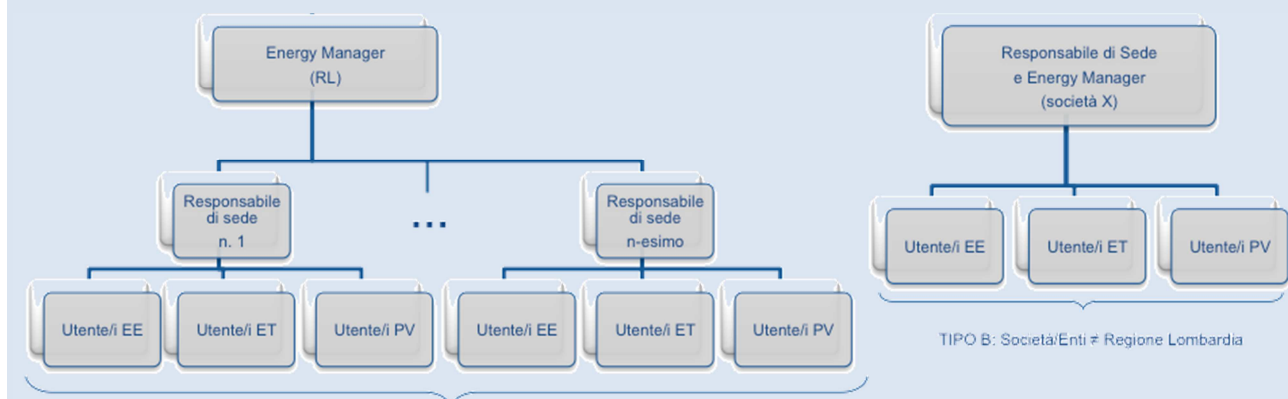 Energy Manager
(RL)
Responsabile di Sede
e Energy Manager
(società X)
Responsabile
di sede
n. 1
...
Responsabile
di sede
n-esimo
Utente/i EE
Utente/i ET
Utente/i PV
Utente/i EE
Utente/i ET
Utente/i PV
Utente/i EE
Utente/i ET
Utente/i PV
TIPO B: Società/Enti ≠ Regione Lombardia